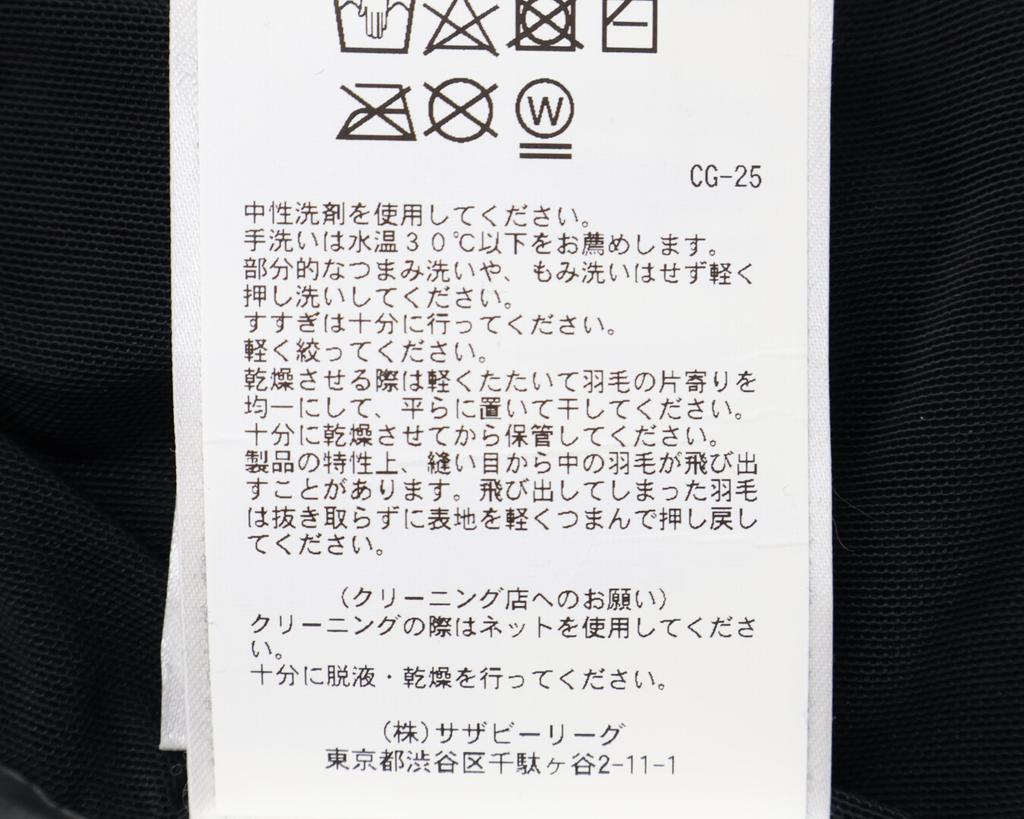 W
CG-25
中性洗剤を使用してください。
手洗いは水温30℃以下をお薦めします。
部分的なつまみ洗いや、もみ洗いはせず軽く
押し洗いしてください。
すすぎは十分に行ってください。
軽く絞ってください。
乾燥させる際は軽くたたいて羽毛の片寄りを
均一にして、平らに置いて干してください。
十分に乾燥させてから保管してください。
製品の特性上、縫い目から中の羽毛が飛び出
すことがあります。飛び出してしまった羽毛
は抜き取らずに表地を軽くつまんで押し戻し
てください。
（クリーニング店へのお願い）
クリーニングの際はネットを使用してくださ
い。
十分に脱液・乾燥を行ってください。
(株)サザビーリーグ
東京都渋谷区千駄ヶ谷2-11-1